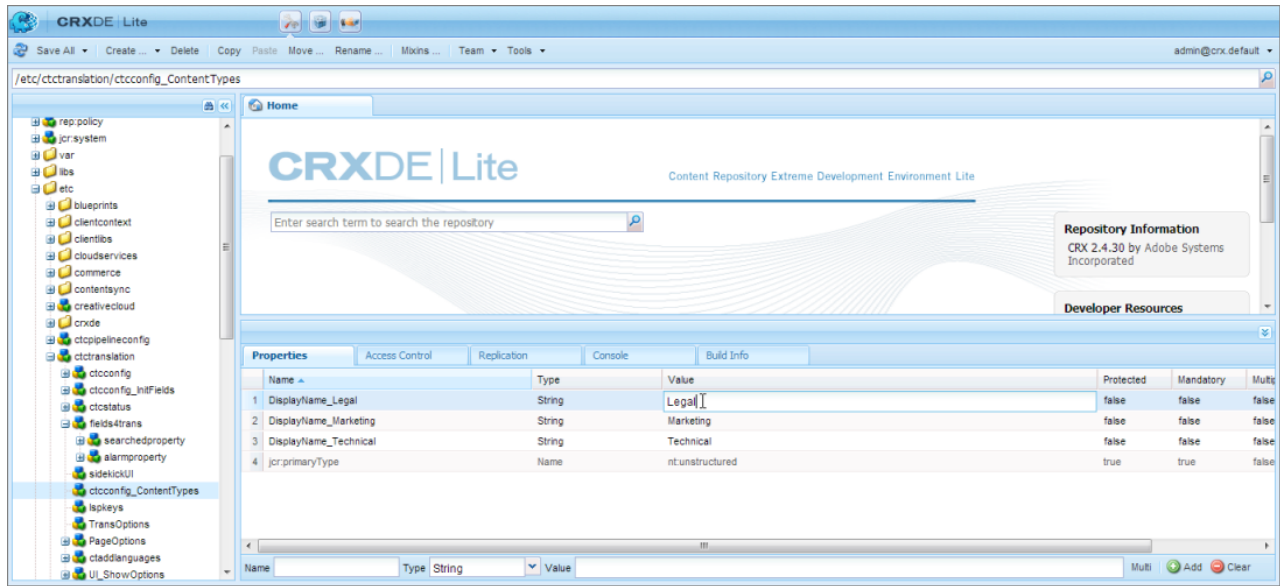 CRXDE | Lite
Save All Create ... Delete Copy Paste Move ... Rename ... Mixins ... Team Tools admin@crx.default
/etc/ctctranslation/ctcconfig_ContentTypes
Home
rep:policy
jcr:system
var
libs
etc
blueprints
clientcontext
clientlibs
cloudservices
commerce
contentsync
creativecloud
crxde
ctcpipelineconfig
ctctranslation
ctcconfig
ctcconfig_InitFields
ctcstatus
fields4trans
searchedproperty
alarmproperty
sidekickUI
ctcconfig_ContentTypes
lspkeys
TransOptions
PageOptions
ctaddlanguages
UI_ShowOptions
CRXDE | Lite
Content Repository Extreme Development Environment Lite
Enter search term to search the repository
Repository Information
CRX 2.4.30 by Adobe Systems
Incorporated
Developer Resources
Properties Access Control Replication Console Build Info
Name Type Value Protected Mandatory Multip
1 DisplayName_Legal String Legal false false false
2 DisplayName_Marketing String Marketing false false false
3 DisplayName_Technical String Technical false false false
4 jcr:primaryType Name nt:unstructured true true false
Name Type String Value Multi Add Clear